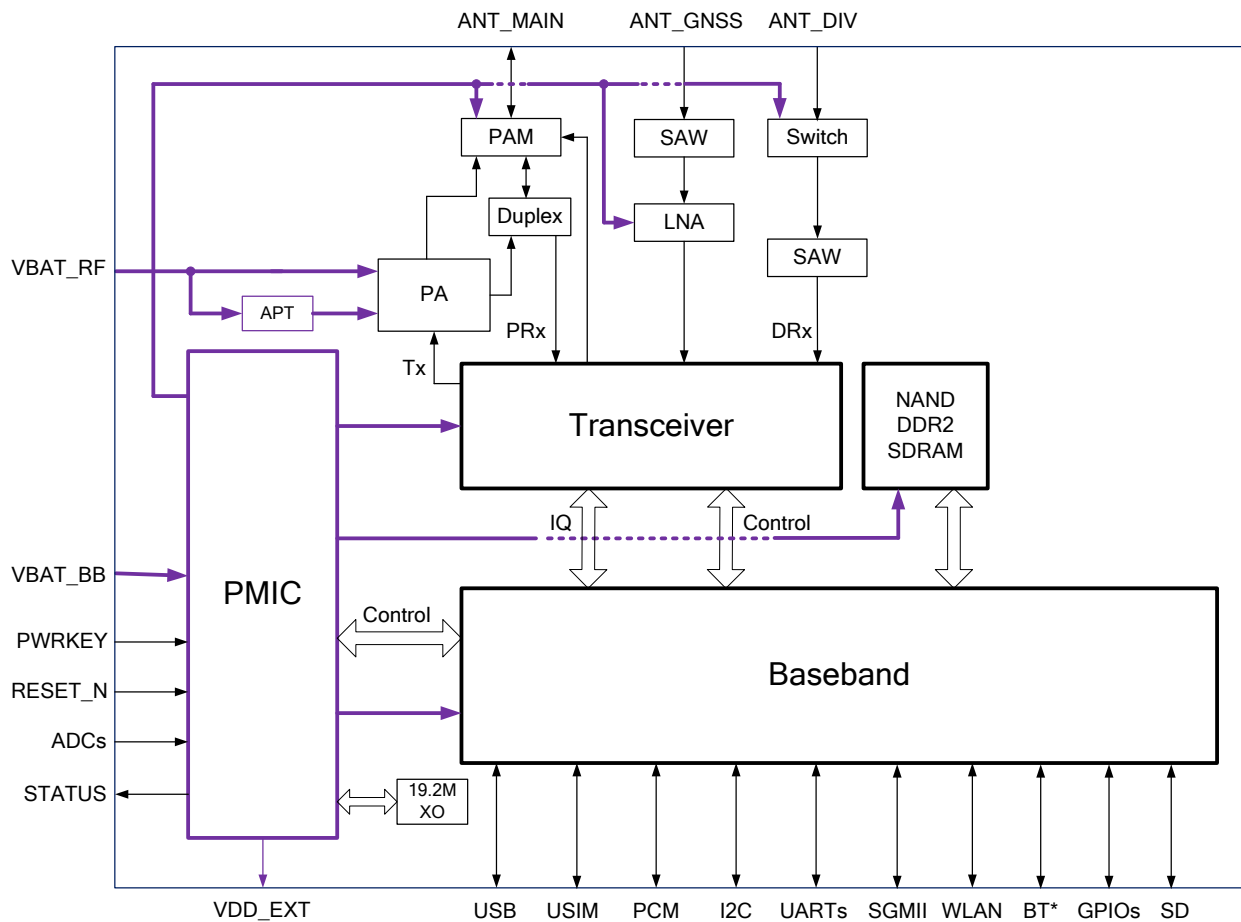 ANT_MAIN ANT_GNSS ANT_DIV
PAM
SAW
Switch
Duplex
LNA
SAW
VBAT_RF
PA
APT
PRx
DRx
Tx
Transceiver
NAND
DDR2
SDRAM
IQ
Control
VBAT_BB
PMIC
Control
PWRKEY
Baseband
RESET_N
ADCs
STATUS
19.2M
XO
VDD_EXT
USB USIM PCM I2C UARTs SGMII WLAN BT* GPIOs SD